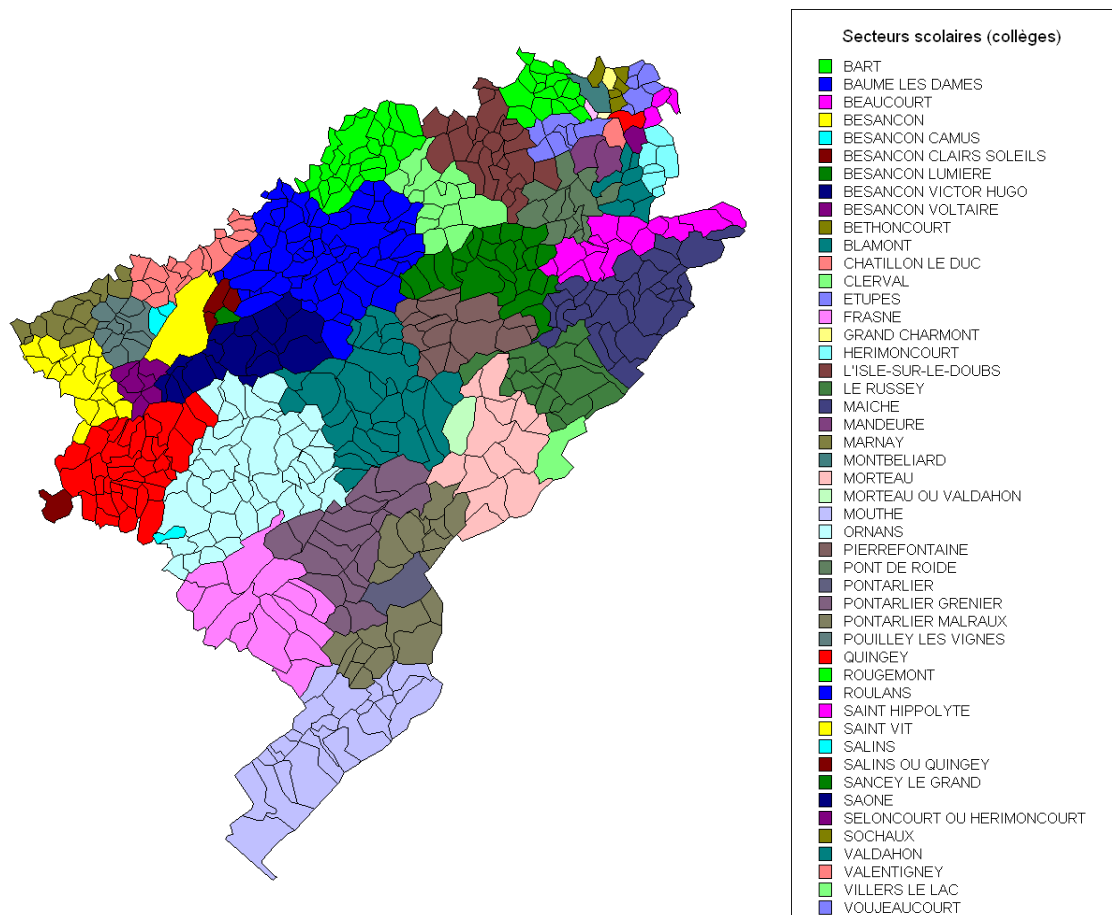 Secteurs scolaires (collèges)
BART
BAUME LES DAMES
BEAUCOURT
BESANCON
BESANCON CAMUS
BESANCON CLAIRS SOLEILS
BESANCON LUMIERE
BESANCON VICTOR HUGO
BESANCON VOLTAIRE
BETHONCOURT
BLAMONT
CHATILLON LE DUC
CLERVAL
ETUPES
FRASNE
GRAND CHARMONT
HERIMONCOURT
L'ISLE-SUR-LE-DOUBS
LE RUSSEY
MAICHE
MANDEURE
MARNAY
MONTBELIARD
MORTEAU
MORTEAU OU VALDAHON
MOUTHE
ORNANS
PIERREFONTAINE
PONT DE ROIDE
PONTARLIER
PONTARLIER GRENIER
PONTARLIER MALRAUX
POUILLEY LES VIGNES
QUINGEY
ROUGEMONT
ROULANS
SAINT HIPPOLYTE
SAINT VIT
SALINS
SALINS OU QUINGEY
SANCEY LE GRAND
SAONE
SELONCOURT OU HERIMONCOURT
SOCHAUX
VALDAHON
VALENTIGNEY
VILLERS LE LAC
VOUJEAUCOURT